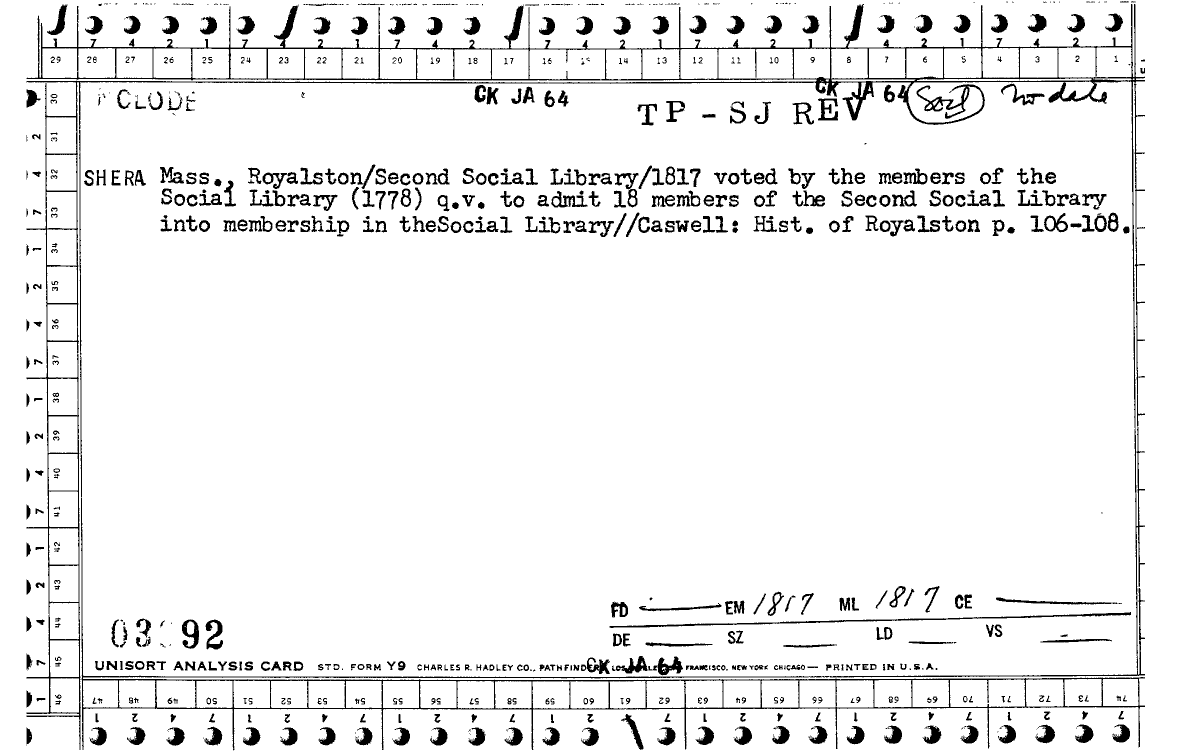 1 7 4 2 1 7 4 2 1 7 4 2 1 7 4 2 1 7 4 2 1 7 4 2 1 7 4 2 1
29 28 27 26 25 24 23 22 21 20 19 18 17 16 15 14 13 12 11 10 9 8 7 6 5 4 3 2 1
CLODE CK JA 64 CK JA 64
TP - SJ REV Socl no date
SHERA Mass., Royalston/Second Social Library/1817 voted by the members of the
Social Library (1778) q.v. to admit 18 members of the Second Social Library
into membership in theSocial Library//Caswell: Hist. of Royalston p. 106-108.
30
2 31
4 32
7 33
1 34
2 35
4 36
7 37
1 38
2 39
4 40
7 41
1 42
2 43
4 44
7 45
1 46
FD EM 1817 ML 1817 CE
DE SZ LD VS
03 92
UNISORT ANALYSIS CARD STD. FORM Y9 CHARLES R. HADLEY CO., PATHFINDERS FRANCISCO, NEW YORK CHICAGO — PRINTED IN U.S.A.
CK JA 64
47 48 49 50 51 52 53 54 55 56 57 58 59 60 61 62 63 64 65 66 67 68 69 70 71 72 73 74
1 2 4 7 1 2 4 7 1 2 4 7 1 2 7 1 2 4 7 1 2 4 7 1 2 4 7